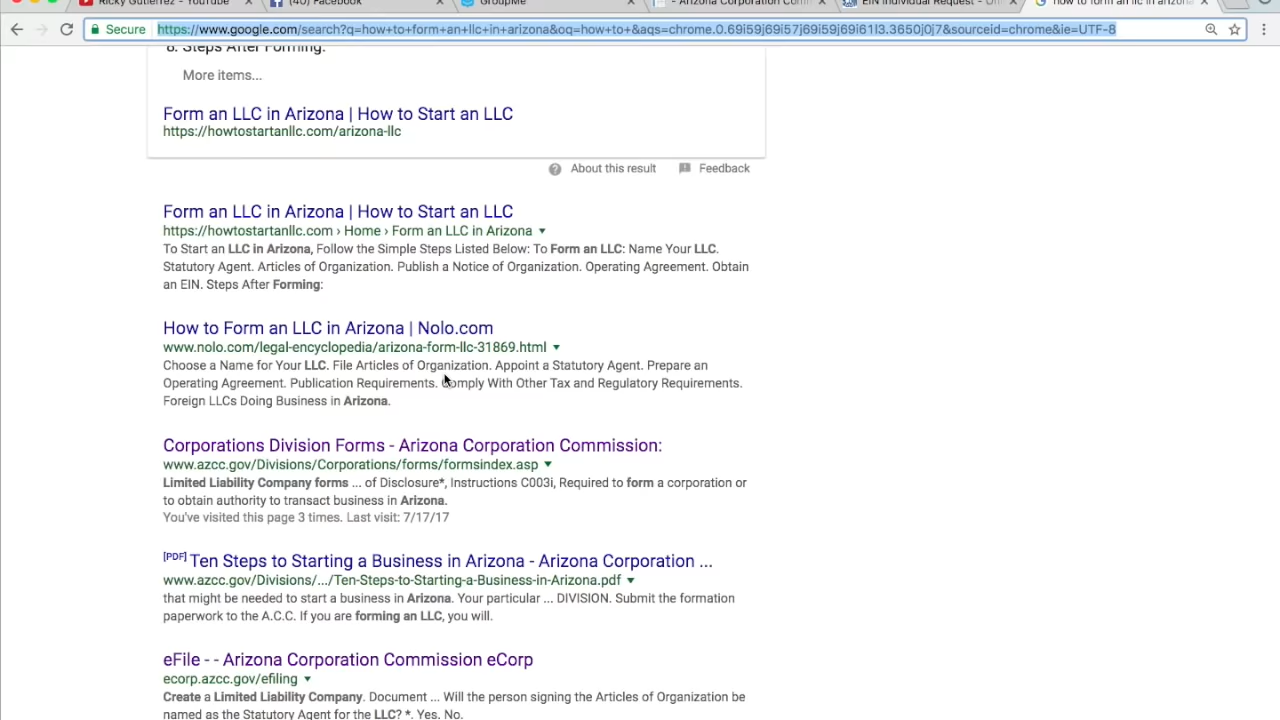 Ricky Gutierrez - YouTube
(40) Facebook
GroupMe
- Arizona Corporation Com
EIN Individual Request - Onl
how to form an llc in arizona
Secure https://www.google.com/search?q=how+to+form+an+llc+in+arizona&oq=how+to+&aqs=chrome.0.69i59j69i57j69i59j69i61l3.3650j0j7&sourceid=chrome&ie=UTF-8
8. Steps After Forming:
More items...
Form an LLC in Arizona | How to Start an LLC
https://howtostartanllc.com/arizona-llc
About this result
Feedback
Form an LLC in Arizona | How to Start an LLC
https://howtostartanllc.com › Home › Form an LLC in Arizona
To Start an LLC in Arizona, Follow the Simple Steps Listed Below: To Form an LLC: Name Your LLC.
Statutory Agent. Articles of Organization. Publish a Notice of Organization. Operating Agreement. Obtain
an EIN. Steps After Forming:
How to Form an LLC in Arizona | Nolo.com
www.nolo.com/legal-encyclopedia/arizona-form-llc-31869.html
Choose a Name for Your LLC. File Articles of Organization. Appoint a Statutory Agent. Prepare an
Operating Agreement. Publication Requirements. Comply With Other Tax and Regulatory Requirements.
Foreign LLCs Doing Business in Arizona.
Corporations Division Forms - Arizona Corporation Commission:
www.azcc.gov/Divisions/Corporations/forms/formsindex.asp
Limited Liability Company forms ... of Disclosure*, Instructions C003i, Required to form a corporation or
to obtain authority to transact business in Arizona.
You've visited this page 3 times. Last visit: 7/17/17
[PDF] Ten Steps to Starting a Business in Arizona - Arizona Corporation ...
www.azcc.gov/Divisions/.../Ten-Steps-to-Starting-a-Business-in-Arizona.pdf
that might be needed to start a business in Arizona. Your particular ... DIVISION. Submit the formation
paperwork to the A.C.C. If you are forming an LLC, you will.
eFile - - Arizona Corporation Commission eCorp
ecorp.azcc.gov/efiling
Create a Limited Liability Company. Document ... Will the person signing the Articles of Organization be
named as the Statutory Agent for the LLC? *. Yes. No.